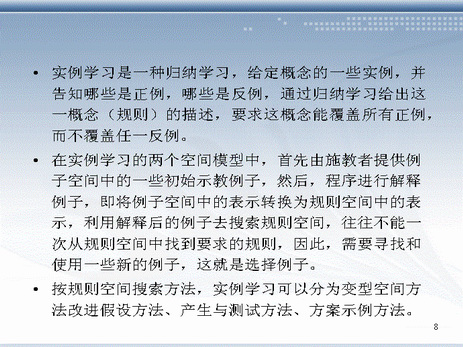 • 实例学习是一种归纳学习，给定概念的一些实例，并
告知哪些是正例，哪些是反例，通过归纳学习给出这
一概念（规则）的描述，要求这概念能覆盖所有正例，
而不覆盖任一反例。
• 在实例学习的两个空间模型中，首先由施教者提供例
子空间中的一些初始示教例子，然后，程序进行解释
例子，即将例子空间中的表示转换为规则空间中的表
示，利用解释后的例子去搜索规则空间，往往不能一
次从规则空间中找到要求的规则，因此，需要寻找和
使用一些新的例子，这就是选择例子。
• 按规则空间搜索方法，实例学习可以分为变型空间方
法改进假设方法、产生与测试方法、方案示例方法。
8